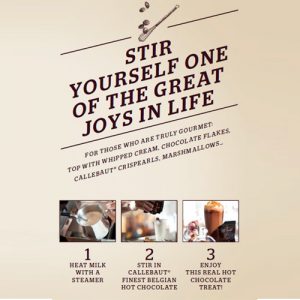 STIR
YOURSELF ONE
OF THE GREAT
JOYS IN LIFE
FOR THOSE WHO ARE TRULY GOURMET:
TOP WITH WHIPPED CREAM, CHOCOLATE FLAKES,
CALLEBAUT® CRISPEARLS, MARSHMALLOWS...
1
HEAT MILK
WITH A
STEAMER
2
STIR IN
CALLEBAUT®
FINEST BELGIAN
HOT CHOCOLATE
3
ENJOY
THIS REAL HOT
CHOCOLATE
TREAT!